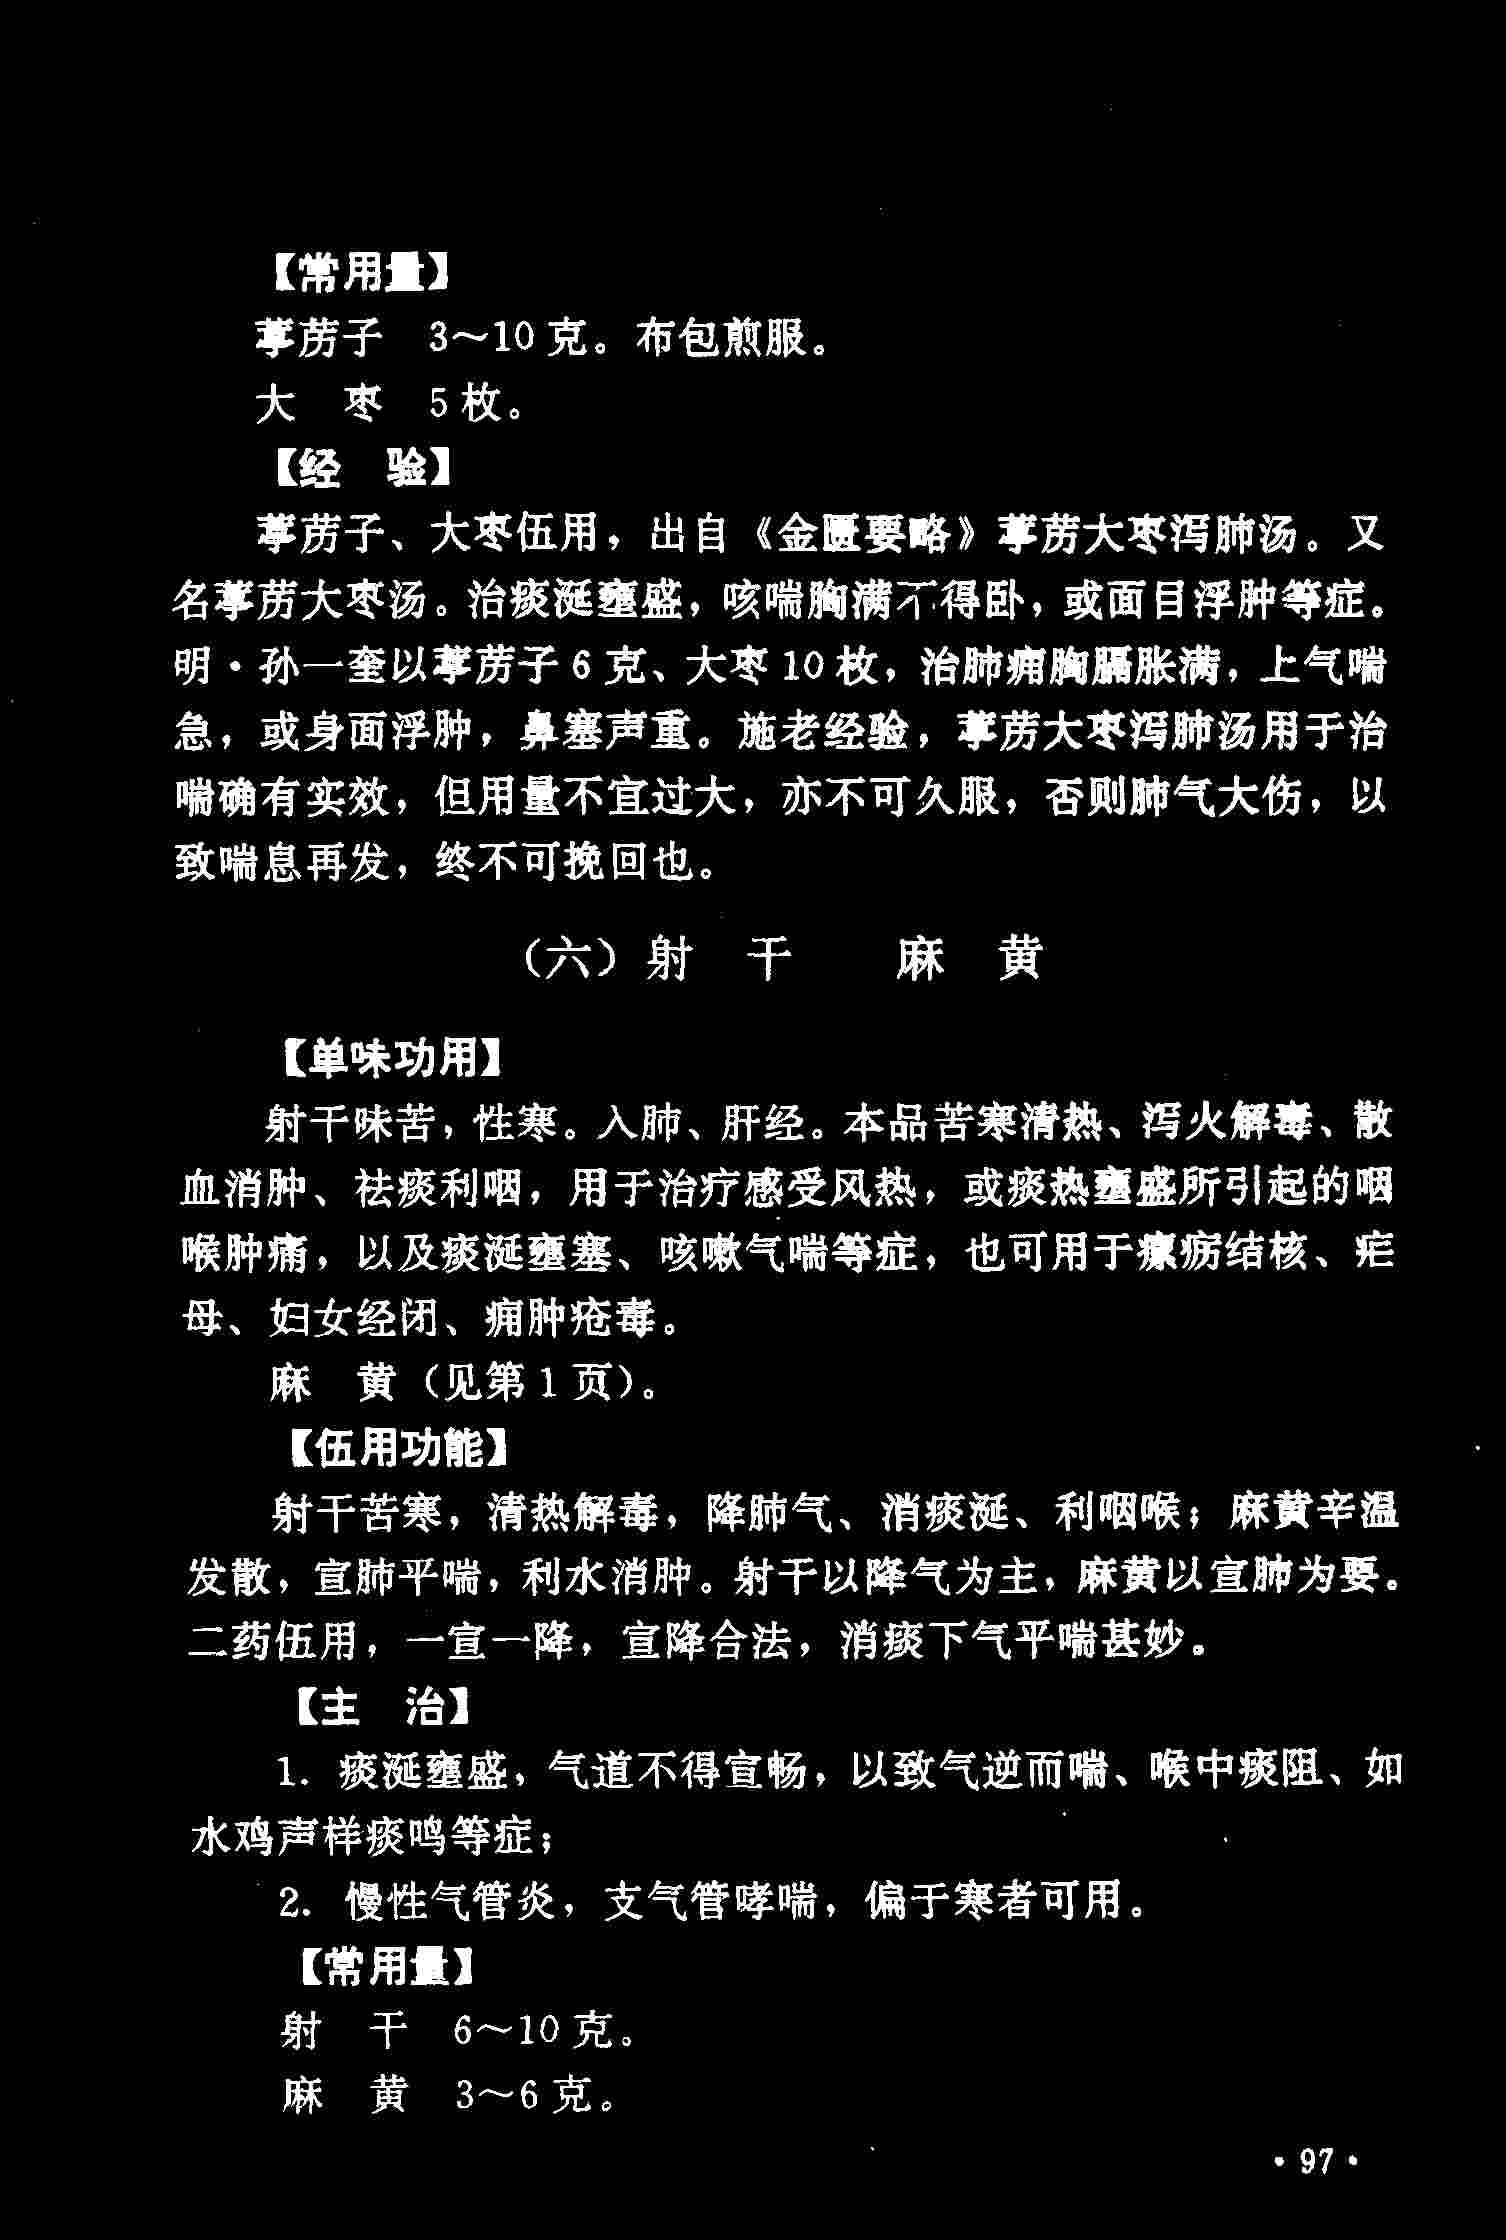 【常用量】
葶苈子　3～10克。布包煎服。
大　枣　5枚。
【经　验】
葶苈子、大枣伍用，出自《金匮要略》葶苈大枣泻肺汤。又
名葶苈大枣汤。治痰涎壅盛，咳喘胸满不得卧，或面目浮肿等症。
明·孙一奎以葶苈子6克、大枣10枚，治肺痈胸膈胀满，上气喘
急，或身面浮肿，鼻塞声重。施老经验，葶苈大枣泻肺汤用于治
喘确有实效，但用量不宜过大，亦不可久服，否则肺气大伤，以
致喘息再发，终不可挽回也。
（六）射　干　　麻　黄
【单味功用】
射干味苦，性寒。入肺、肝经。本品苦寒清热、泻火解毒、散
血消肿、祛痰利咽，用于治疗感受风热，或痰热壅盛所引起的咽
喉肿痛，以及痰涎壅塞、咳嗽气喘等症，也可用于瘰疬结核、疟
母、妇女经闭、痈肿疮毒。
麻　黄（见第1页）。
【伍用功能】
射干苦寒，清热解毒，降肺气、消痰涎、利咽喉；麻黄辛温
发散，宣肺平喘，利水消肿。射干以降气为主，麻黄以宣肺为要。
二药伍用，一宣一降，宣降合法，消痰下气平喘甚妙。
【主　治】
1. 痰涎壅盛，气道不得宣畅，以致气逆而喘、喉中痰阻、如
水鸡声样痰鸣等症；
2. 慢性气管炎，支气管哮喘，偏于寒者可用。
【常用量】
射　干　6～10克。
麻　黄　3～6克。
·97·